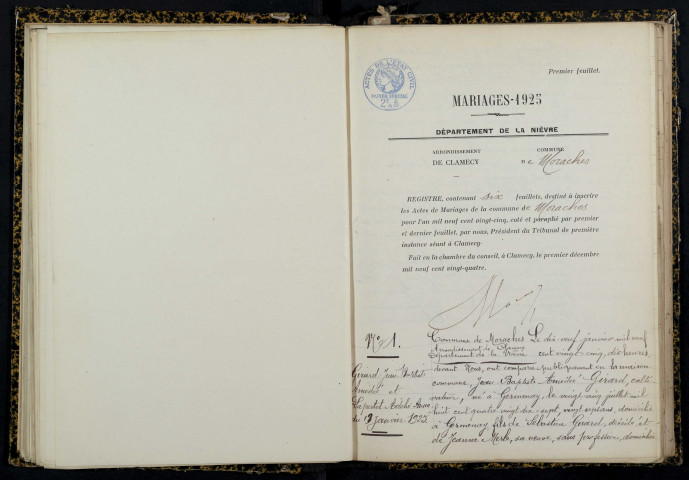 Premier feuillet.
ACTES DE L'ÉTAT CIVIL
MARIAGES-1925
DÉPARTEMENT DE LA NIÈVRE
ARRONDISSEMENT
DE CLAMECY
COMMUNE
DE Moraches
REGISTRE, contenant six feuillets, destiné à inscrire
les Actes de Mariages de la commune de Moraches
pour l'an mil neuf cent vingt-cinq, coté et paraphé par premier
et dernier feuillet, par nous, Président du Tribunal de première
instance séant à Clamecy.
Fait en la chambre du conseil, à Clamecy, le premier décembre
mil neuf cent vingt-quatre.
No 1.
Gérard, Jean Baptiste
Amédée et
du 19 janvier 1925
Commune de Moraches Le dix neuf janvier mil neuf
Arrondissement de Clamecy
Département de la Nièvre cent vingt-cinq, dix heures,
devant Nous, ont comparu publiquement en la maison
commune, Jean Baptiste Amédée Gérard, culti-
vateur, né à Germenay, le vingt cinq juillet mil
huit cent quatre vingt dix-sept, vingt sept ans, domicilié
à Germenay, fils de Sébastien Gérard, décédé et
de Jeanne Merle, sa veuve, sans profession, domiciliée